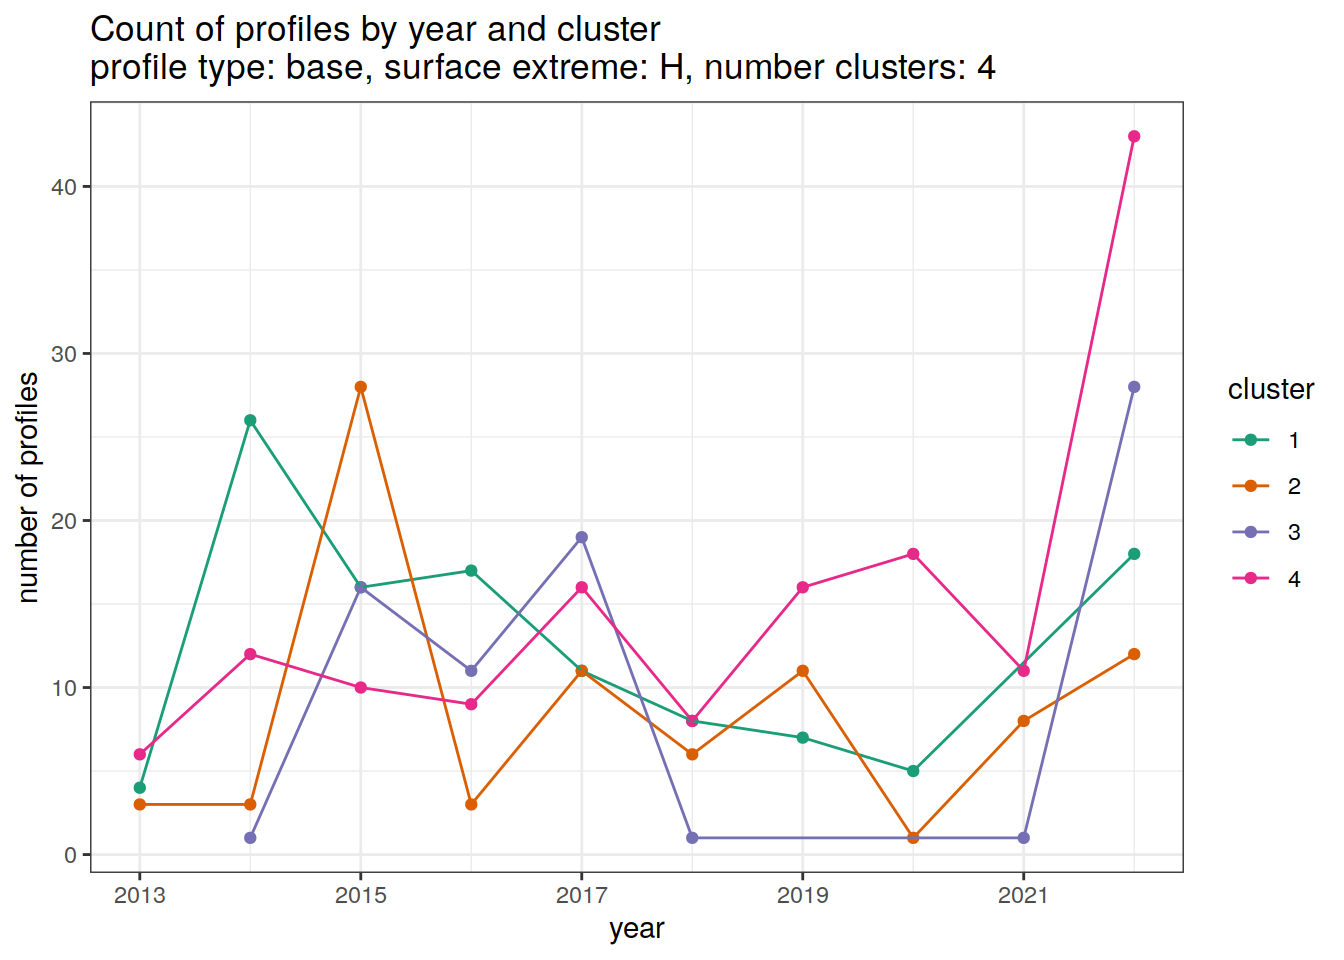 Count of profiles by year and cluster
profile type: base, surface extreme: H, number clusters: 4
number of profiles
40
30
20
10
0
2013
2015
2017
2019
2021
year
cluster
1
2
3
4